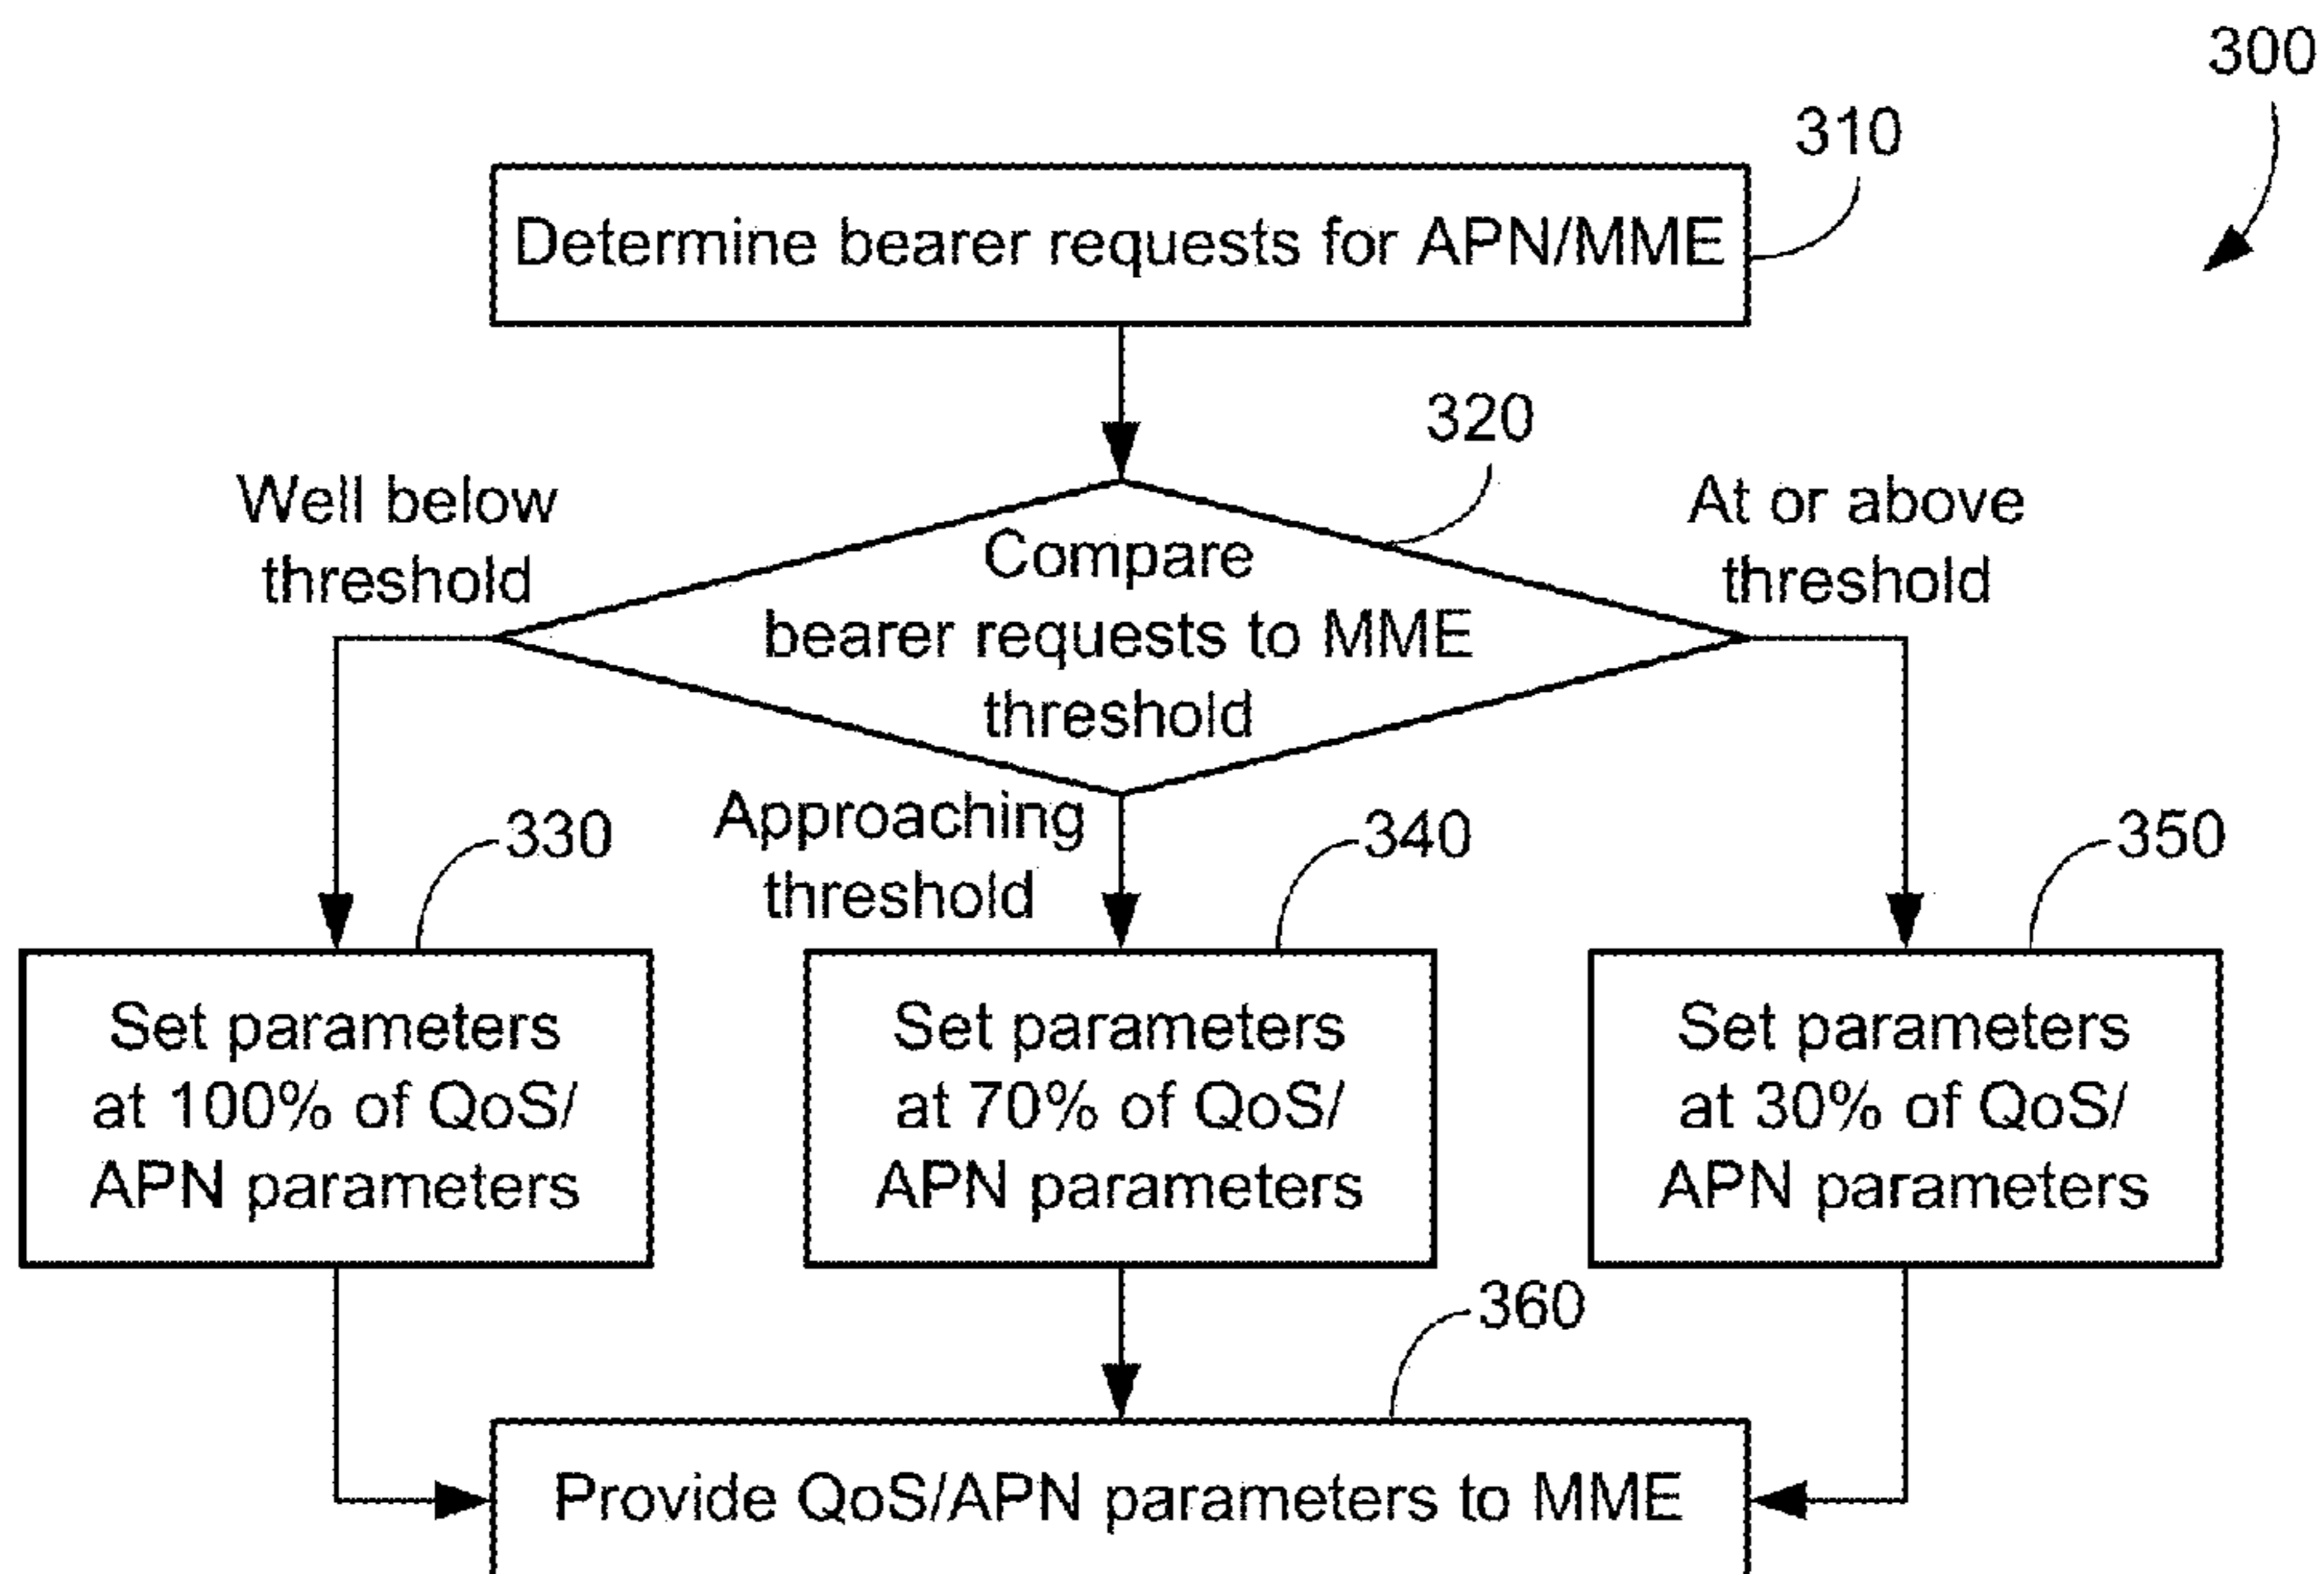 300
310
Determine bearer requests for APN/MME
320
Well below
threshold
At or above
threshold
Compare
bearer requests to MME
threshold
Approaching
threshold
330
340
350
Set parameters
at 100% of QoS/
APN parameters
Set parameters
at 70% of QoS/
APN parameters
Set parameters
at 30% of QoS/
APN parameters
360
Provide QoS/APN parameters to MME